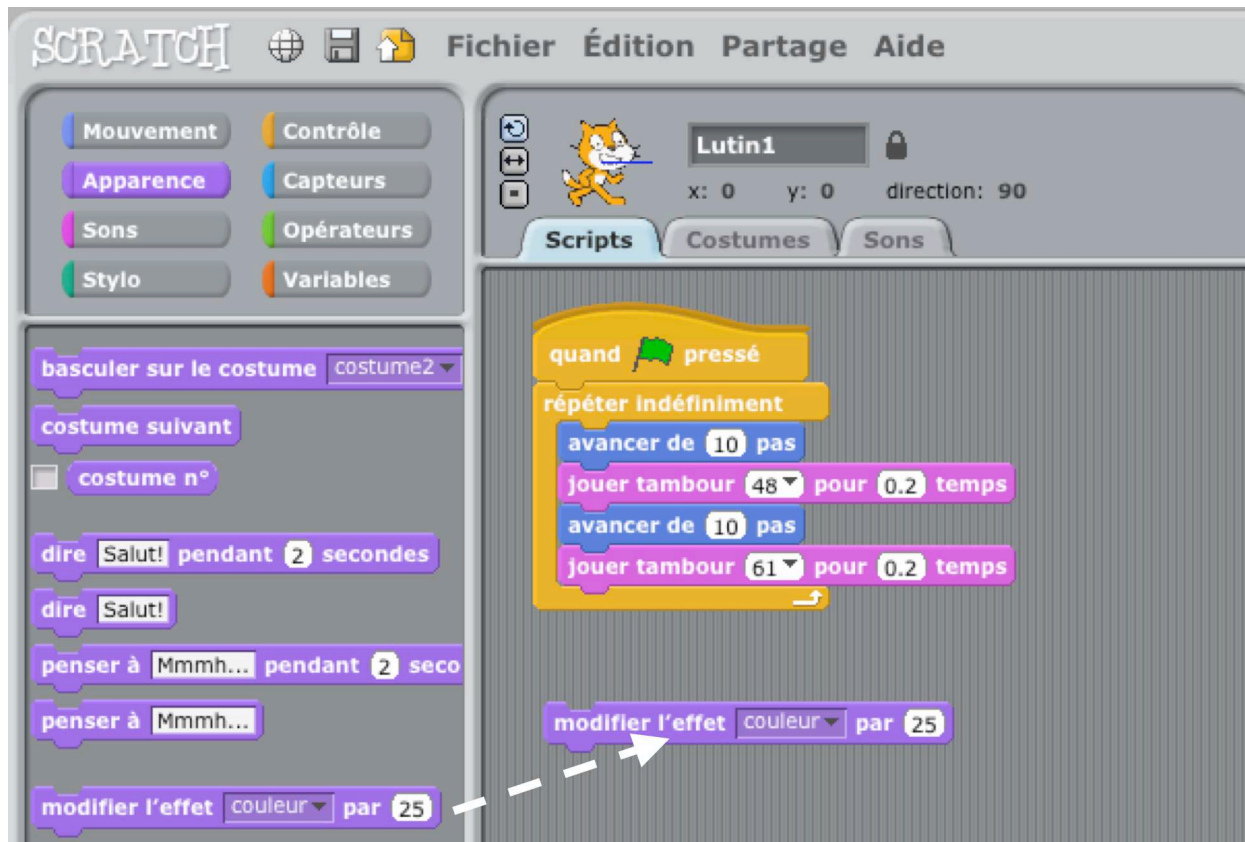 SCRATCH Fichier Édition Partage Aide
Mouvement Contrôle
Apparence Capteurs
Sons Opérateurs
Stylo Variables
basculer sur le costume costume2
costume suivant
costume n°
dire Salut! pendant 2 secondes
dire Salut!
penser à Mmmh... pendant 2 seco
penser à Mmmh...
modifier l'effet couleur par 25
Lutin1
x: 0 y: 0 direction: 90
Scripts Costumes Sons
quand pressé
répéter indéfiniment
avancer de 10 pas
jouer tambour 48 pour 0.2 temps
avancer de 10 pas
jouer tambour 61 pour 0.2 temps
modifier l'effet couleur par 25